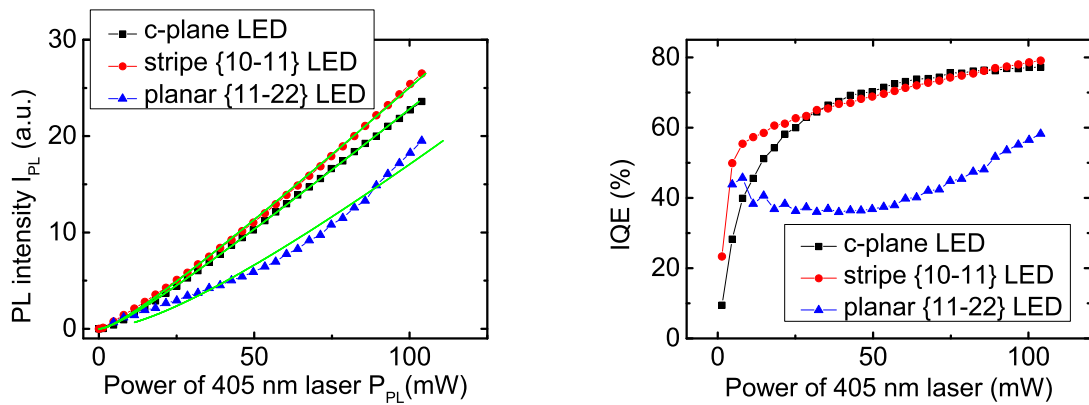 c-plane LED
stripe {10-11} LED
planar {11-22} LED
30
20
10
0
PL intensity I_PL (a.u.)
0 50 100
Power of 405 nm laser P_PL(mW)
80
60
40
20
0
IQE (%)
c-plane LED
stripe {10-11} LED
planar {11-22} LED
0 50 100
Power of 405 nm laser (mW)